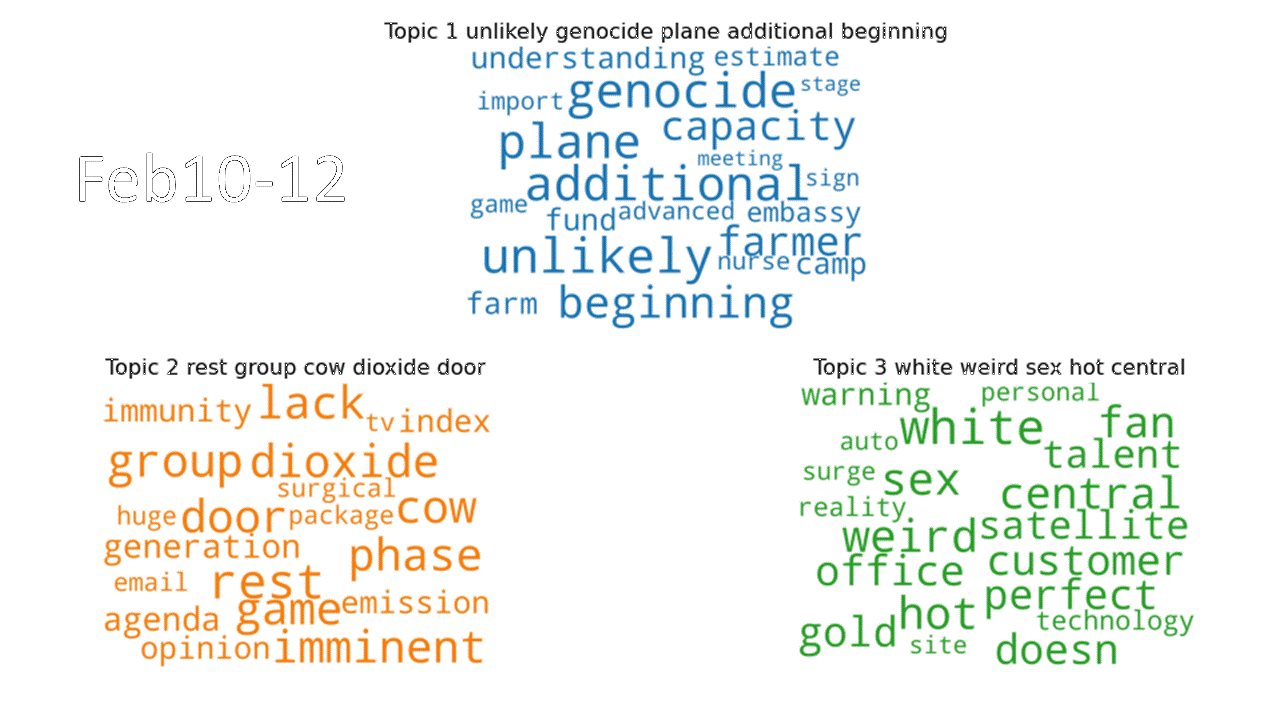 Topic 1 unlikely genocide plane additional beginning
understanding estimate
import genocide stage
plane capacity
meeting
additional sign
game fund advanced embassy
unlikely farmer
nurse camp
farm beginning
Feb10-12
Topic 2 rest group cow dioxide door
immunity lack tv index
group dioxide
surgical
huge door package cow
generation phase
email rest
agenda game emission
opinion imminent
Topic 3 white weird sex hot central
warning personal
auto white fan
talent
surge sex central
reality
weird satellite
office customer
hot perfect
gold technology
site doesn